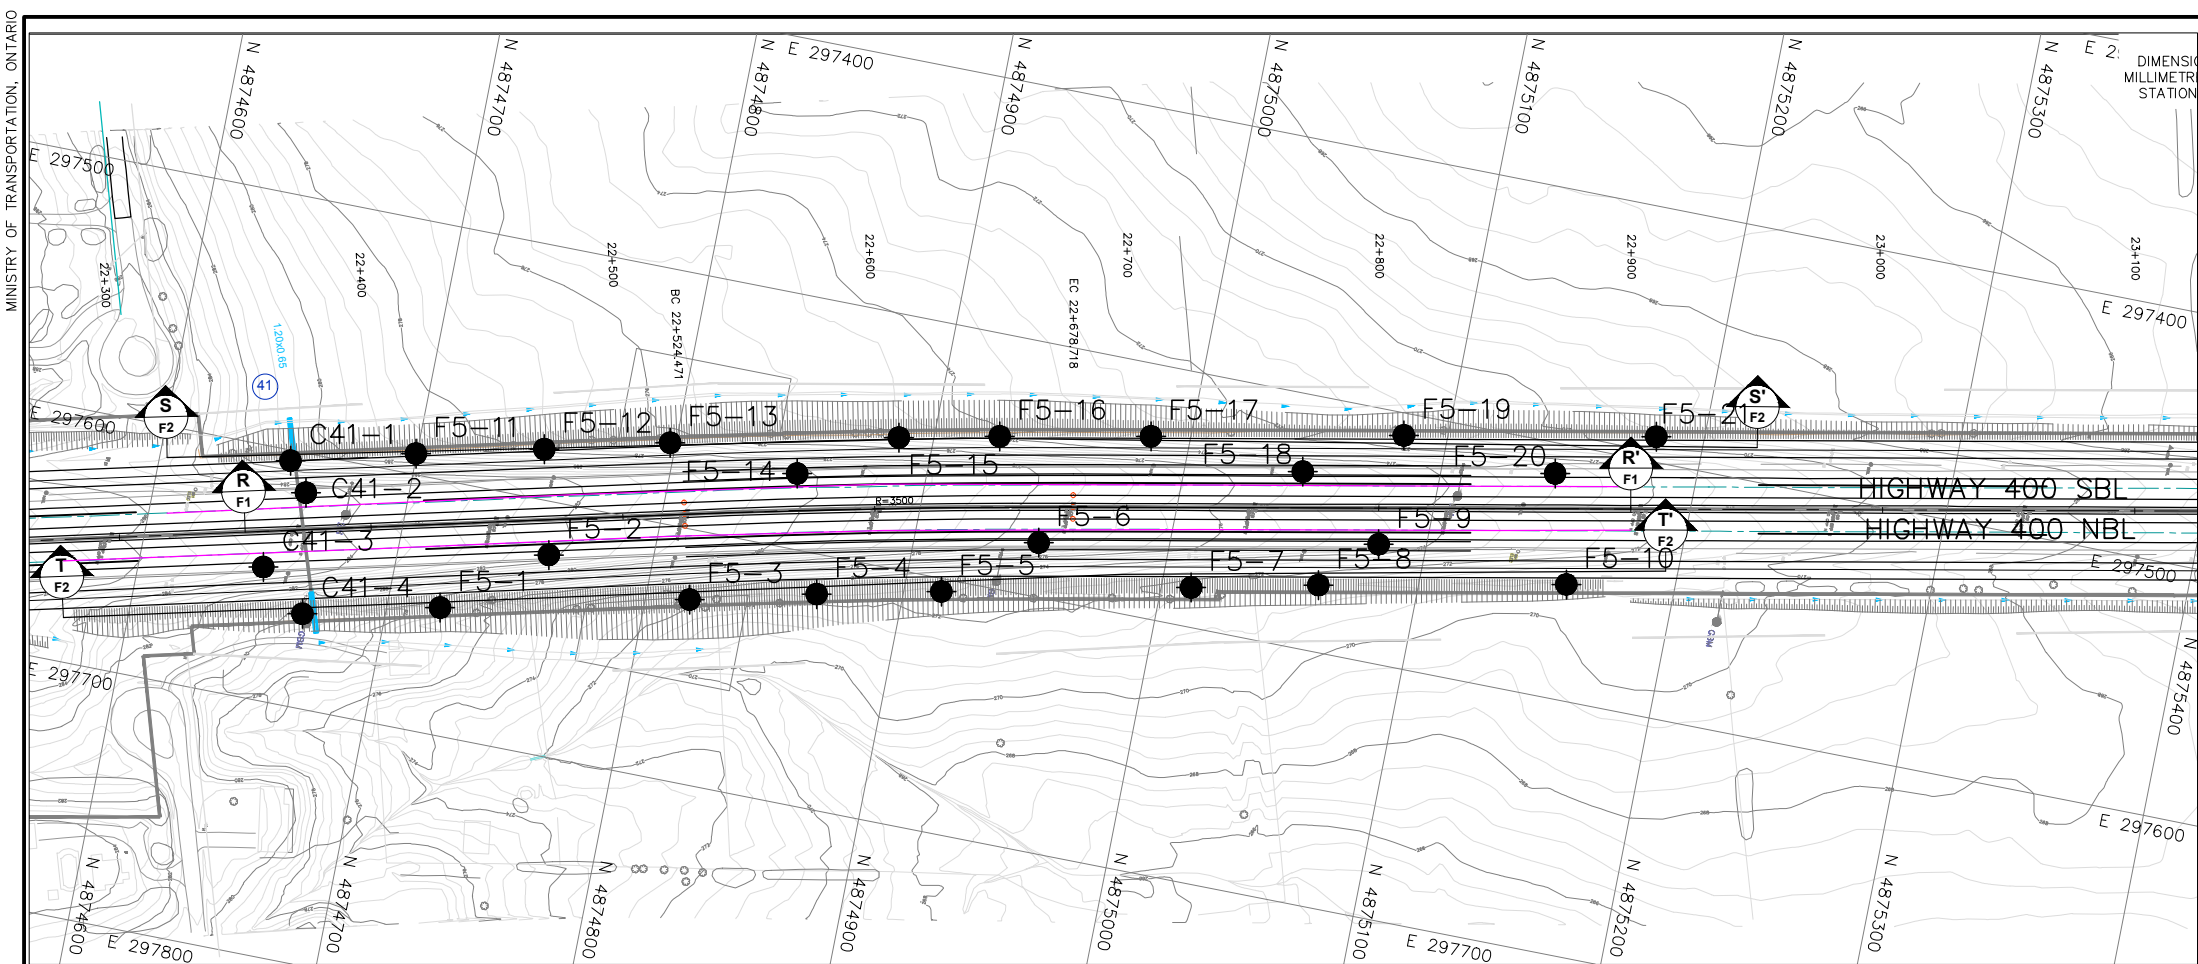 MINISTRY OF TRANSPORTATION, ONTARIO
N 4874600
N 4874700
N 4874800
E 297400
N 4874900
N 4875000
N 4875100
N 4875200
N 4875300
DIMENSIO
MILLIMETRE
STATION
E 297500
22+300
22+400
22+500
BC 22+524.471
22+600
EC 22+678.718
22+700
22+800
22+900
23+000
23+100
E 297400
1.20x0.65
41
E 297600
S
F2
C41-1
F5-11
F5-12
F5-13
F5-16
F5-17
F5-19
F5-21
S'
F2
R
F1
C41-2
F5-14
F5-15
F5-18
F5-20
R'
F1
R=3500
HIGHWAY 400 SBL
T
F2
C41-3
F5-2
F5-6
F5-9
T'
F2
HIGHWAY 400 NBL
C41-4
F5-1
F5-3
F5-4
F5-5
F5-7
F5-8
F5-10
E 297500
E 297700
N 4875400
E 297600
N 4874600
E 297800
N 4874700
N 4874800
N 4874900
N 4875000
N 4875100
E 297700
N 4875200
N 4875300